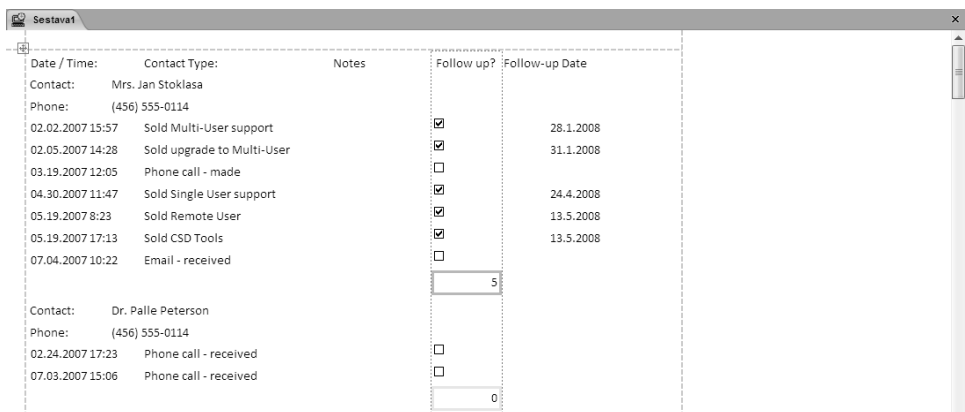 Sestava1
Date / Time: Contact Type: Notes Follow up? Follow-up Date
Contact: Mrs. Jan Stoklasa
Phone: (456) 555-0114
02.02.2007 15:57 Sold Multi-User support 28.1.2008
02.05.2007 14:28 Sold upgrade to Multi-User 31.1.2008
03.19.2007 12:05 Phone call - made
04.30.2007 11:47 Sold Single User support 24.4.2008
05.19.2007 8:23 Sold Remote User 13.5.2008
05.19.2007 17:13 Sold CSD Tools 13.5.2008
07.04.2007 10:22 Email - received
5
Contact: Dr. Palle Peterson
Phone: (456) 555-0114
02.24.2007 17:23 Phone call - received
07.03.2007 15:06 Phone call - received
0